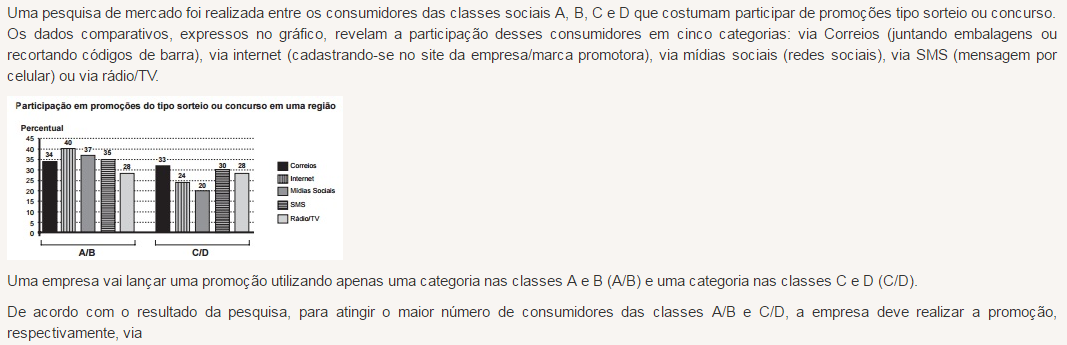 Uma pesquisa de mercado foi realizada entre os consumidores das classes sociais A, B, C e D que costumam participar de promoções tipo sorteio ou concurso.
Os dados comparativos, expressos no gráfico, revelam a participação desses consumidores em cinco categorias: via Correios (juntando embalagens ou
recortando códigos de barra), via internet (cadastrando-se no site da empresa/marca promotora), via mídias sociais (redes sociais), via SMS (mensagem por
celular) ou via rádio/TV.
Participação em promoções do tipo sorteio ou concurso em uma região
Percentual
45
40
35
30
25
20
15
10
5
0
34 40 37 35 28
33 24 20 30 28
A/B C/D
Correios
Internet
Mídias Sociais
SMS
Rádio/TV
Uma empresa vai lançar uma promoção utilizando apenas uma categoria nas classes A e B (A/B) e uma categoria nas classes C e D (C/D).
De acordo com o resultado da pesquisa, para atingir o maior número de consumidores das classes A/B e C/D, a empresa deve realizar a promoção,
respectivamente, via